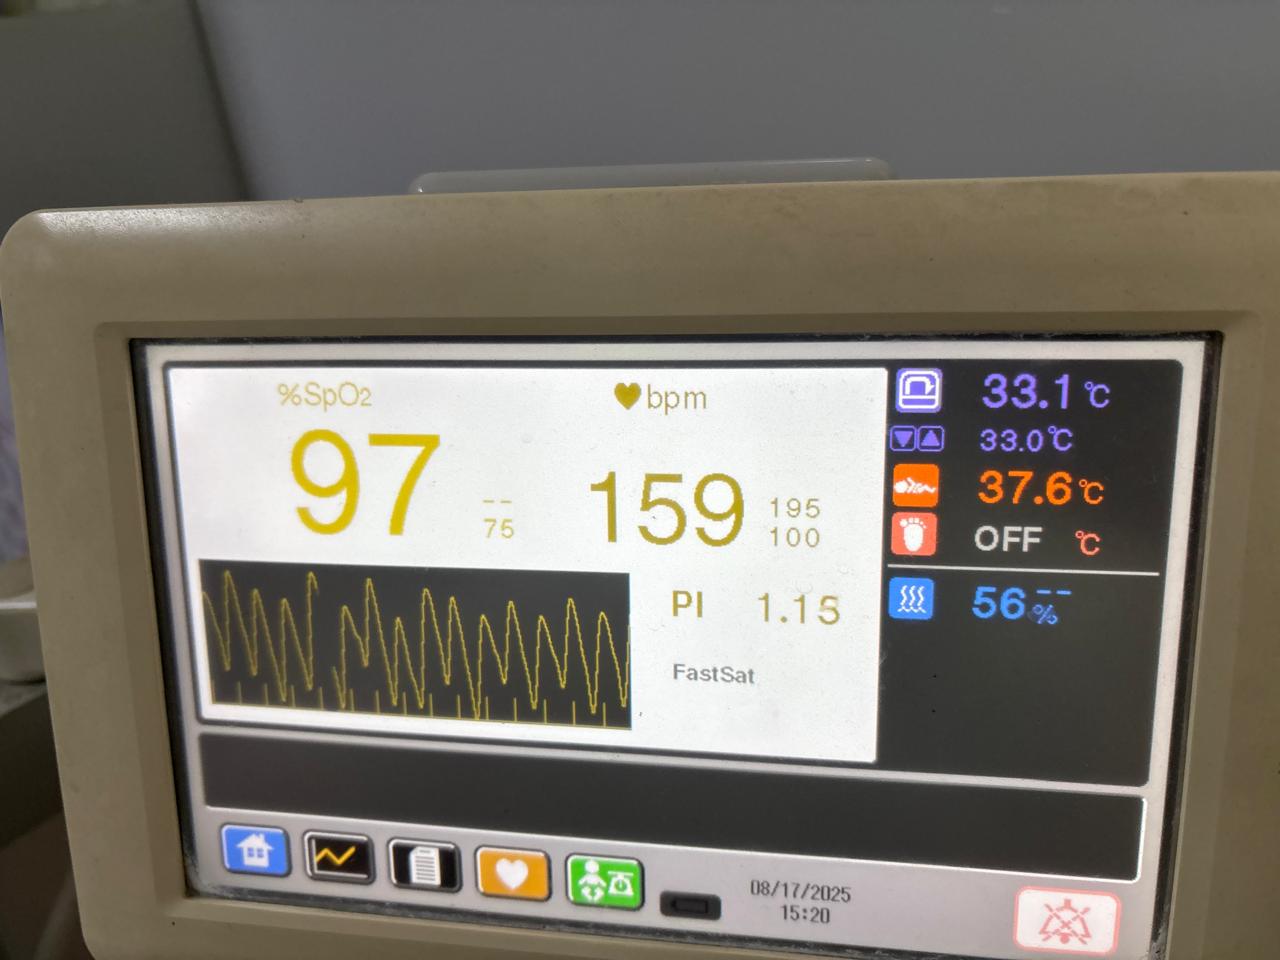 %SpO2
97
--
75
bpm
159
195
100
PI 1.15
FastSat
33.1 °C
33.0°C
37.6 °C
OFF °C
56 --
%
08/17/2025
15:20